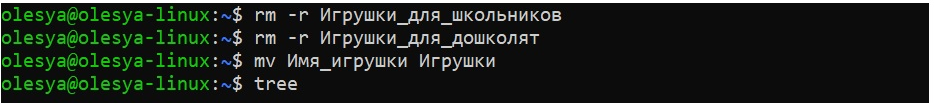 olesya@olesya-linux:~$ rm -r Игрушки_для_школьников
olesya@olesya-linux:~$ rm -r Игрушки_для_дошколят
olesya@olesya-linux:~$ mv Имя_игрушки Игрушки
olesya@olesya-linux:~$ tree